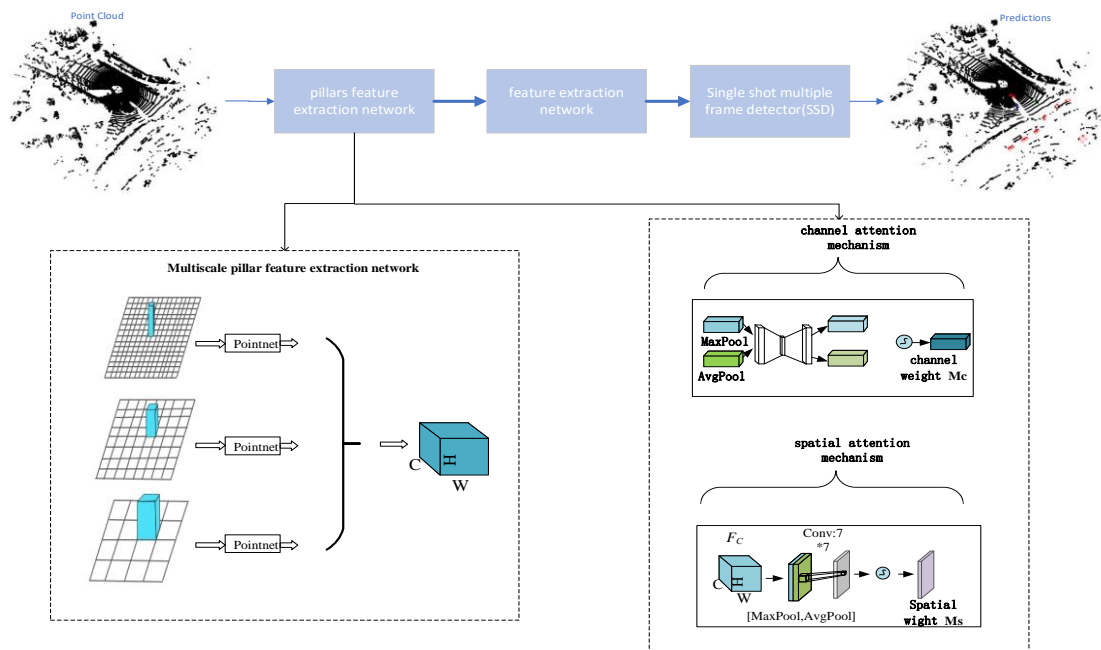 Point Cloud
Predictions
pillars feature
extraction network
feature extraction
network
Single shot multiple
frame detector(SSD)
Multiscale pillar feature extraction network
Pointnet
Pointnet
Pointnet
C
H
W
channel attention
mechanism
MaxPool
AvgPool
channel
weight Mc
spatial attention
mechanism
F_C
Conv:7
*7
C
H
W
[MaxPool,AvgPool]
Spatial
wight Ms